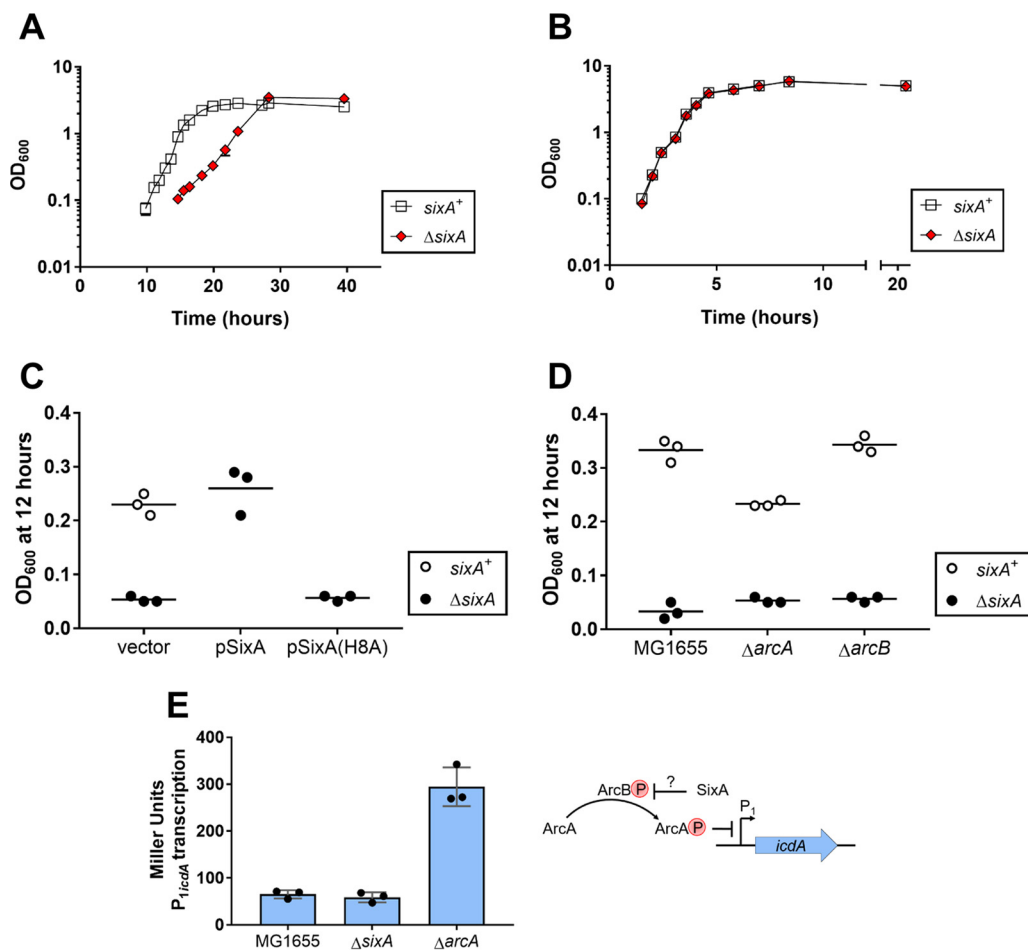 A
OD600
10
1
0.1
0.01
0 10 20 30 40
Time (hours)
sixA+
ΔsixA
B
OD600
10
1
0.1
0.01
0 5 10 20
Time (hours)
sixA+
ΔsixA
C
OD600 at 12 hours
0.4
0.3
0.2
0.1
0.0
vector pSixA pSixA(H8A)
sixA+
ΔsixA
D
OD600 at 12 hours
0.4
0.3
0.2
0.1
0.0
MG1655 ΔarcA ΔarcB
sixA+
ΔsixA
E
Miller Units
P1icdA transcription
400
300
200
100
0
MG1655 ΔsixA ΔarcA
ArcB P ? SixA
ArcA ArcA P P1
icdA